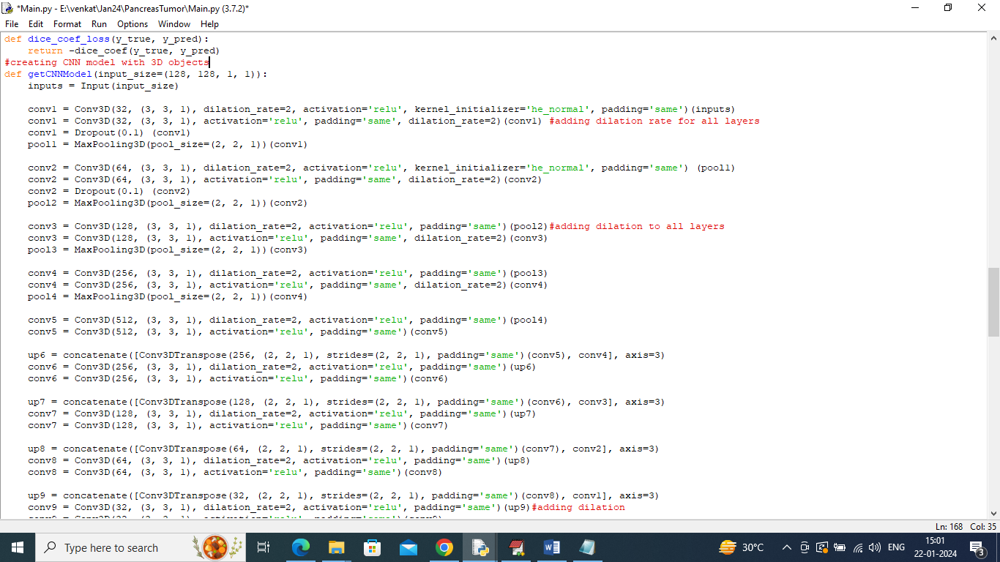 *Main.py - E:\venkat\Jan24\PancreasTumor\Main.py (3.7.2)*
File Edit Format Run Options Window Help
def dice_coef_loss(y_true, y_pred):
    return -dice_coef(y_true, y_pred)
#creating CNN model with 3D objects
def getCNNModel(input_size=(128, 128, 1, 1)):
    inputs = Input(input_size)

    conv1 = Conv3D(32, (3, 3, 1), dilation_rate=2, activation='relu', kernel_initializer='he_normal', padding='same')(inputs)
    conv1 = Conv3D(32, (3, 3, 1), activation='relu', padding='same', dilation_rate=2)(conv1) #adding dilation rate for all layers
    conv1 = Dropout(0.1) (conv1)
    pool1 = MaxPooling3D(pool_size=(2, 2, 1))(conv1)

    conv2 = Conv3D(64, (3, 3, 1), dilation_rate=2, activation='relu', kernel_initializer='he_normal', padding='same') (pool1)
    conv2 = Conv3D(64, (3, 3, 1), activation='relu', padding='same', dilation_rate=2)(conv2)
    conv2 = Dropout(0.1) (conv2)
    pool2 = MaxPooling3D(pool_size=(2, 2, 1))(conv2)

    conv3 = Conv3D(128, (3, 3, 1), dilation_rate=2, activation='relu', padding='same')(pool2)#adding dilation to all layers
    conv3 = Conv3D(128, (3, 3, 1), activation='relu', padding='same', dilation_rate=2)(conv3)
    pool3 = MaxPooling3D(pool_size=(2, 2, 1))(conv3)

    conv4 = Conv3D(256, (3, 3, 1), dilation_rate=2, activation='relu', padding='same')(pool3)
    conv4 = Conv3D(256, (3, 3, 1), activation='relu', padding='same', dilation_rate=2)(conv4)
    pool4 = MaxPooling3D(pool_size=(2, 2, 1))(conv4)

    conv5 = Conv3D(512, (3, 3, 1), dilation_rate=2, activation='relu', padding='same')(pool4)
    conv5 = Conv3D(512, (3, 3, 1), activation='relu', padding='same')(conv5)

    up6 = concatenate([Conv3DTranspose(256, (2, 2, 1), strides=(2, 2, 1), padding='same')(conv5), conv4], axis=3)
    conv6 = Conv3D(256, (3, 3, 1), dilation_rate=2, activation='relu', padding='same')(up6)
    conv6 = Conv3D(256, (3, 3, 1), activation='relu', padding='same')(conv6)

    up7 = concatenate([Conv3DTranspose(128, (2, 2, 1), strides=(2, 2, 1), padding='same')(conv6), conv3], axis=3)
    conv7 = Conv3D(128, (3, 3, 1), dilation_rate=2, activation='relu', padding='same')(up7)
    conv7 = Conv3D(128, (3, 3, 1), activation='relu', padding='same')(conv7)

    up8 = concatenate([Conv3DTranspose(64, (2, 2, 1), strides=(2, 2, 1), padding='same')(conv7), conv2], axis=3)
    conv8 = Conv3D(64, (3, 3, 1), dilation_rate=2, activation='relu', padding='same')(up8)
    conv8 = Conv3D(64, (3, 3, 1), activation='relu', padding='same')(conv8)

    up9 = concatenate([Conv3DTranspose(32, (2, 2, 1), strides=(2, 2, 1), padding='same')(conv8), conv1], axis=3)
    conv9 = Conv3D(32, (3, 3, 1), dilation_rate=2, activation='relu', padding='same')(up9)#adding dilation
Ln: 168 Col: 35
Type here to search
30°C
ENG
15:01
22-01-2024
3